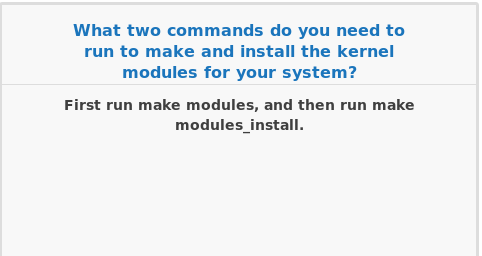 What two commands do you need to
run to make and install the kernel
modules for your system?
First run make modules, and then run make
modules_install.